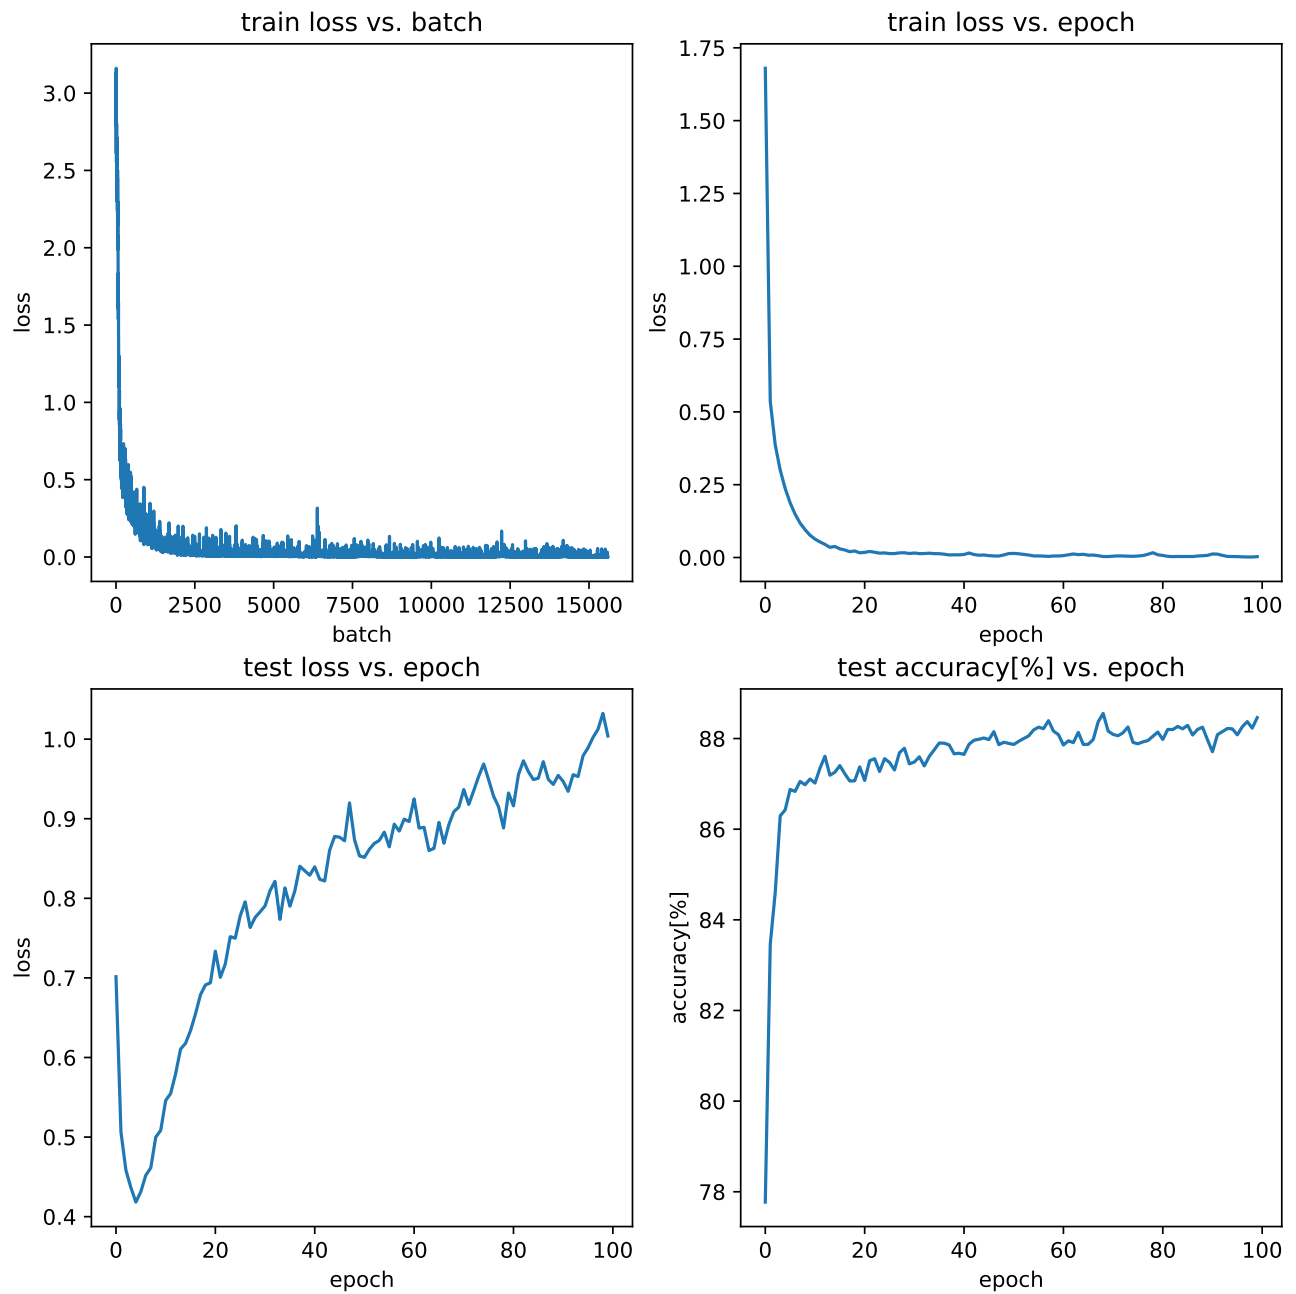 train loss vs. batch
3.0
2.5
2.0
1.5
1.0
0.5
0.0
loss
0 2500 5000 7500 10000 12500 15000
batch
train loss vs. epoch
1.75
1.50
1.25
1.00
0.75
0.50
0.25
0.00
loss
0 20 40 60 80 100
epoch
test loss vs. epoch
1.0
0.9
0.8
0.7
0.6
0.5
0.4
loss
0 20 40 60 80 100
epoch
test accuracy[%] vs. epoch
88
86
84
82
80
78
accuracy[%]
0 20 40 60 80 100
epoch